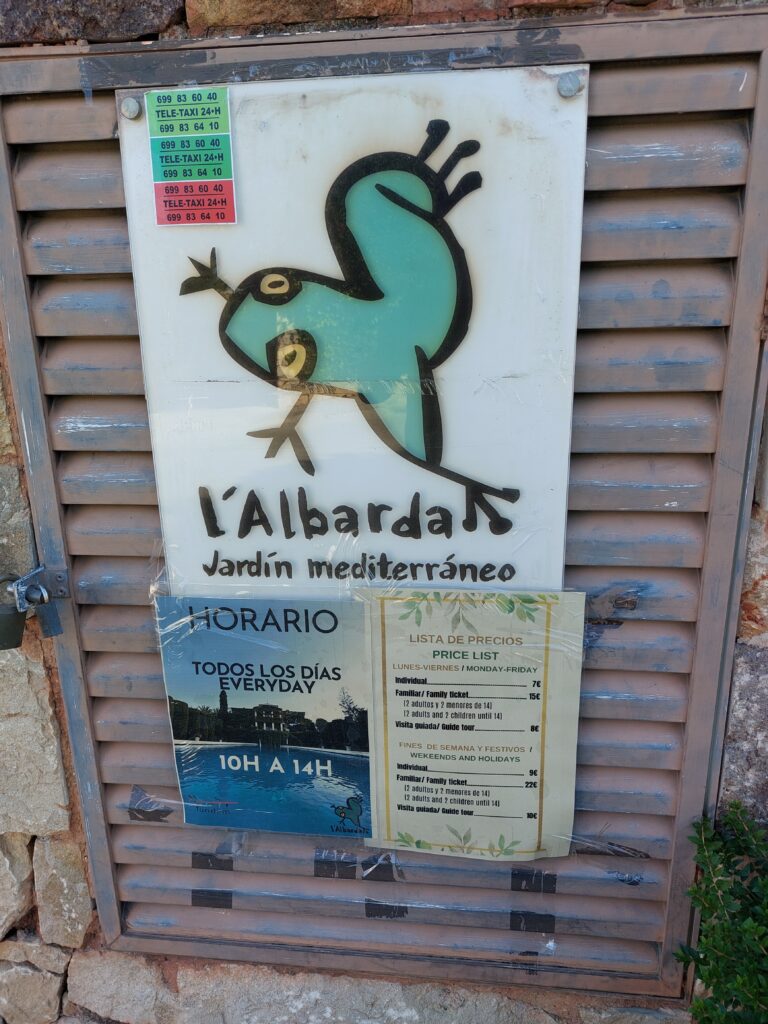 699 83 60 40
TELE-TAXI 24·H
699 83 64 10
699 83 60 40
TELE-TAXI 24·H
699 83 64 10
699 83 60 40
TELE-TAXI 24·H
699 83 64 10
l'Albarda
Jardín mediterráneo
HORARIO
TODOS LOS DÍAS
EVERYDAY
10H A 14H
l'Albarda
LISTA DE PRECIOS
PRICE LIST
LUNES-VIERNES / MONDAY-FRIDAY
Individual 7€
Familiar/ Family ticket 15€
(2 adultos y 2 menores de 14)
(2 adults and 2 children until 14)
Visita guiada/ Guide tour 8€
FINES DE SEMANA Y FESTIVOS /
WEKEENDS AND HOLIDAYS
Individual 9€
Familiar/ Family ticket 22€
(2 adultos y 2 menores de 14)
(2 adults and 2 children until 14)
Visita guiada/ Guide tour 10€